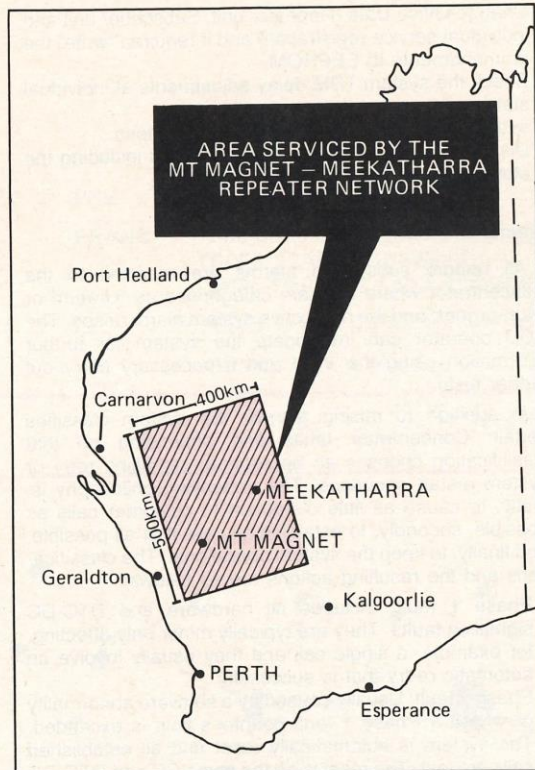 AREA SERVICED BY THE
MT MAGNET – MEEKATHARRA
REPEATER NETWORK
Port Hedland
Carnarvon
400km
500km
MEEKATHARRA
MT MAGNET
Geraldton
Kalgoorlie
PERTH
Esperance